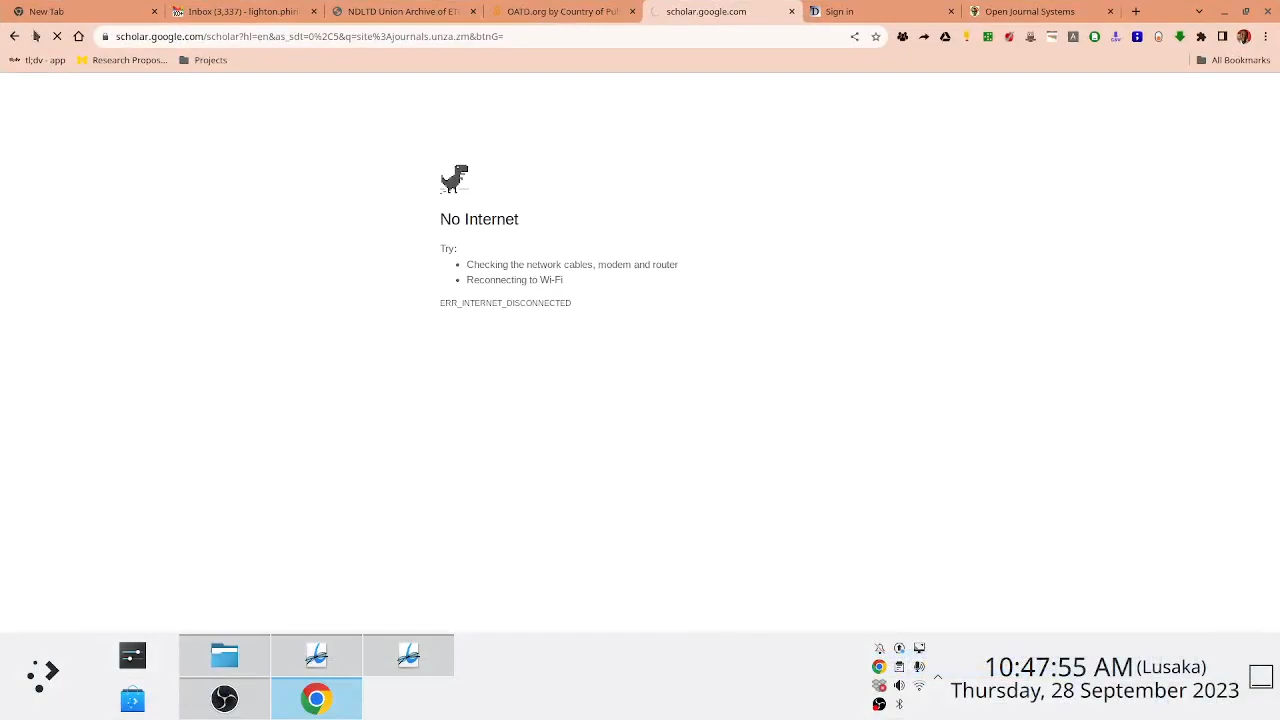 New Tab
Inbox (3,337) - lighton.phiri
NDLTD Union Archive of ET
OATD.org by Country of Pul
scholar.google.com
Sign in
Open Journal Systems
scholar.google.com/scholar?hl=en&as_sdt=0%2C5&q=site%3Ajournals.unza.zm&btnG=
tl;dv - app
Research Propos...
Projects
All Bookmarks
No Internet
Try:
• Checking the network cables, modem and router
• Reconnecting to Wi-Fi
ERR_INTERNET_DISCONNECTED
10:47:55 AM (Lusaka)
Thursday, 28 September 2023